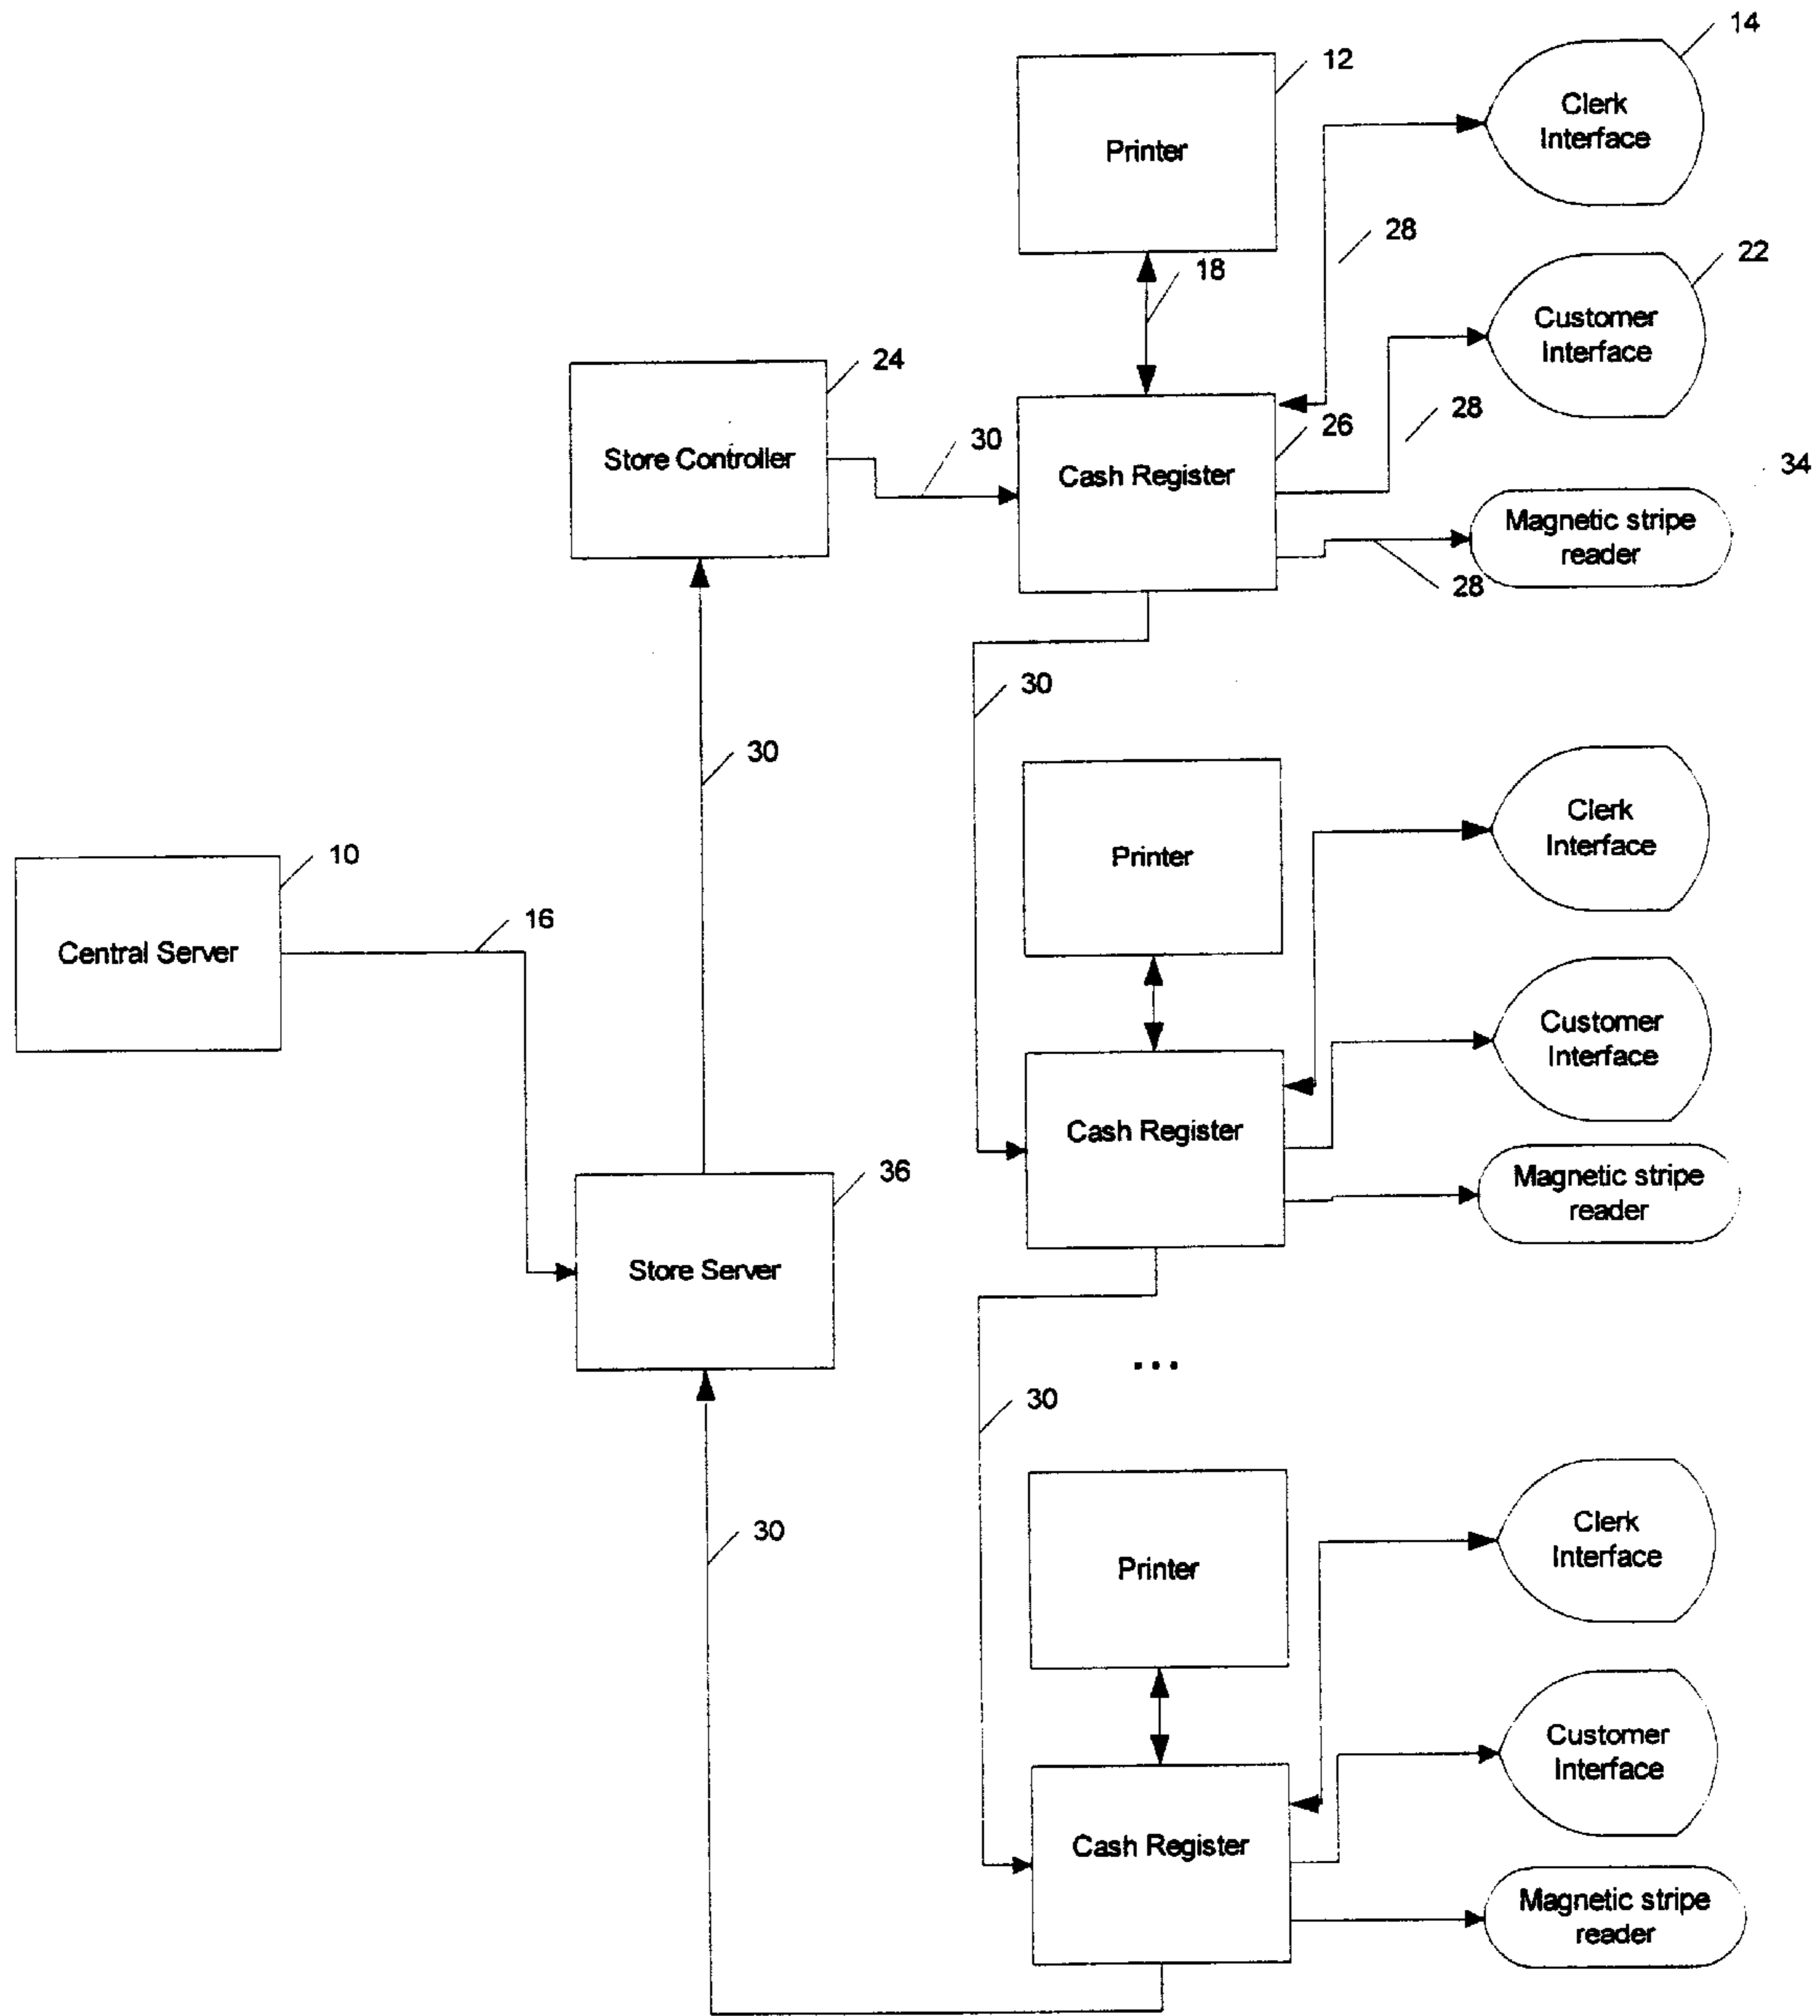 14
12
Clerk
Interface
Printer
28
22
18
Customer
Interface
24
28
26
30
Store Controller
Cash Register
34
Magnetic stripe
reader
28
30
30
Clerk
Interface
Printer
10
16
Central Server
Customer
Interface
Cash Register
36
Magnetic stripe
reader
Store Server
...
30
30
Clerk
Interface
Printer
Customer
Interface
Cash Register
Magnetic stripe
reader